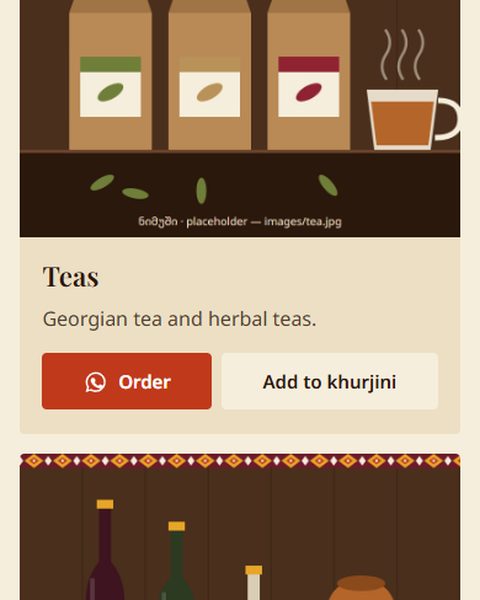 ნიმუში · placeholder — images/tea.jpg
Teas
Georgian tea and herbal teas.
Order
Add to khurjini